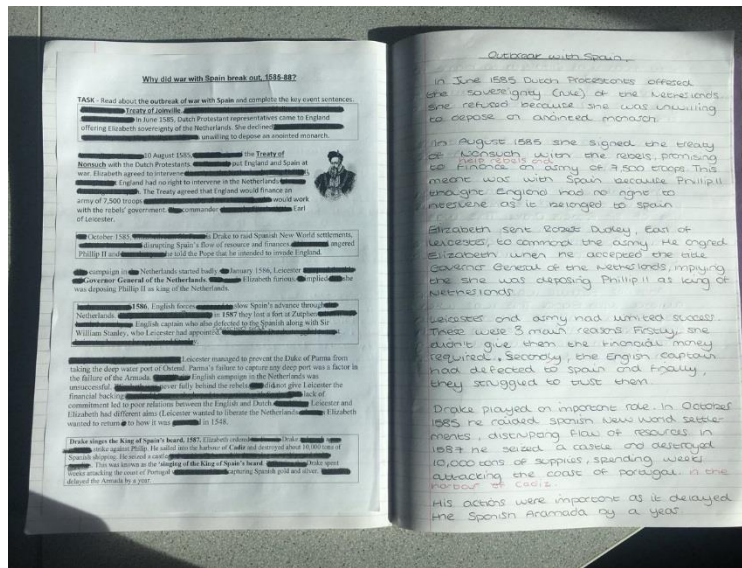 Why did war with Spain break out, 1585-88?
TASK - Read about the outbreak of war with Spain and complete the key event sentences.
Treaty of Joinville
In June 1585, Dutch Protestant representatives came to England
offering Elizabeth sovereignty of the Netherlands. She declined
unwilling to depose an anointed monarch.
10 August 1585, the Treaty of
Nonsuch with the Dutch Protestants. put England and Spain at
war. Elizabeth agreed to intervene
England had no right to intervene in the Netherlands
The Treaty agreed that England would finance an
army of 7,500 troops would work
with the rebels' government. commander Earl
of Leicester.
October 1585, Drake to raid Spanish New World settlements,
disrupting Spain's flow of resource and finances angered
Phillip II and he told the Pope that he intended to invade England.
campaign in Netherlands started badly. January 1586, Leicester
Governor General of the Netherlands. Elizabeth furious. implied she
was deposing Philip II as king of the Netherlands.
1586. English forces slow Spain's advance through
Netherlands. in 1587 they lost a fort at Zutphen
English captain who also defected to the Spanish along with Sir
William Stanley, who Leicester had appointed
Leicester managed to prevent the Duke of Parma from
taking the deep water port of Ostend. Parma's failure to capture any deep port was a factor in
the failure of the Armada. English campaign in the Netherlands was
unsuccessful. never fully behind the rebels did not give Leicester the
financial backing lack of
commitment led to poor relations between the English and Dutch Leicester and
Elizabeth had different aims (Leicester wanted to liberate the Netherlands Elizabeth
wanted to return to how it was in 1548.
Drake singes the King of Spain's beard, 1587. Elizabeth ordered Drake
strike against Philip. He sailed into the harbour of Cadiz and destroyed about 10,000 tons of
Spanish shipping. He seized a castle
This was known as the 'singeing of the King of Spain's beard Drake spent
weeks attacking the coast of Portugal capturing Spanish gold and silver.
delayed the Armada by a year
Outbreak with Spain.
In June 1585 Dutch Protestants offered
the sovereignty (rule) of the Netherlands
She refused because she was unwilling
to depose an anointed monarch.
In August 1585 she signed the treaty
of Nonsuch with the rebels, promising
help rebels and
to finance an army of 7,500 troops. This
meant was with Spain because Phillip II
thought England had no right to
intervene as it belonged to Spain
Elizabeth sent Robert Dudley, Earl of
Leicester, to command the army. He angred
Elizabeth when he accepted the title
Governor General of the Netherlands, implying
the she was deposing Phillip II as king of
Netherlands.
Leicester and army had limited success.
There were 3 main reasons. Firstly, she
didn't give them the financial money
required. Secondly, the English captain
had defected to Spain and finally,
they struggled to trust them.
Drake played an important role. In October
1585 he raided spanish New World settle-
ments, distrupting flow of resources. In
1587 he seized a castle and destroyed
10,000 tons of supplies, spending weeks
attacking the coast of portugal in the
harbour of Cadiz.
His actions were important as it delayed
the Spanish Aramada by a year